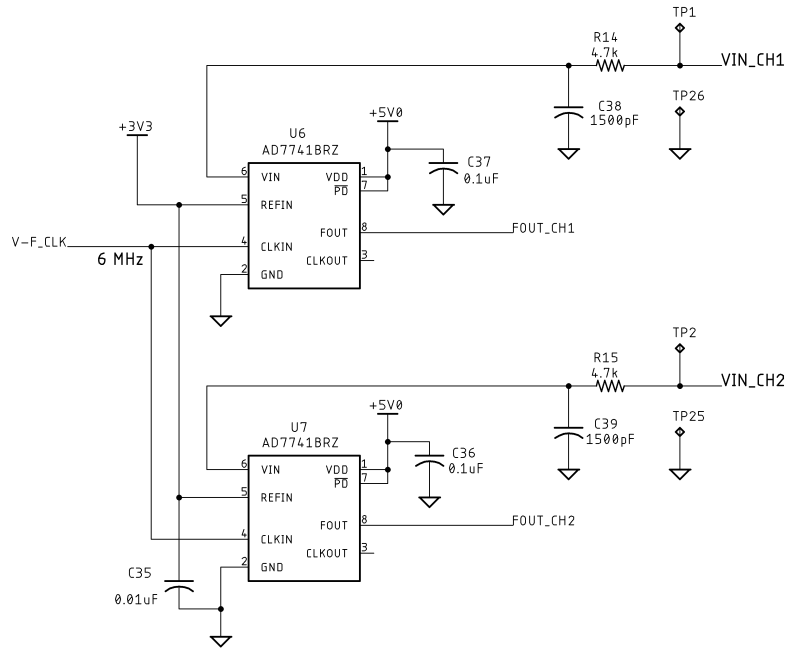 TP1
R14
4.7k
VIN_CH1
TP26
C38
1500pF
+5V0
+3V3
U6
AD7741BRZ
C37
0.1uF
6 VIN
VDD 1
PD 7
5 REFIN
FOUT 8
FOUT_CH1
V-F_CLK
4 CLKIN
6 MHz
CLKOUT 3
2 GND
TP2
R15
4.7k
VIN_CH2
+5V0
TP25
C39
1500pF
U7
AD7741BRZ
C36
0.1uF
6 VIN
VDD 1
PD 7
5 REFIN
FOUT 8
FOUT_CH2
4 CLKIN
CLKOUT 3
2 GND
C35
0.01uF